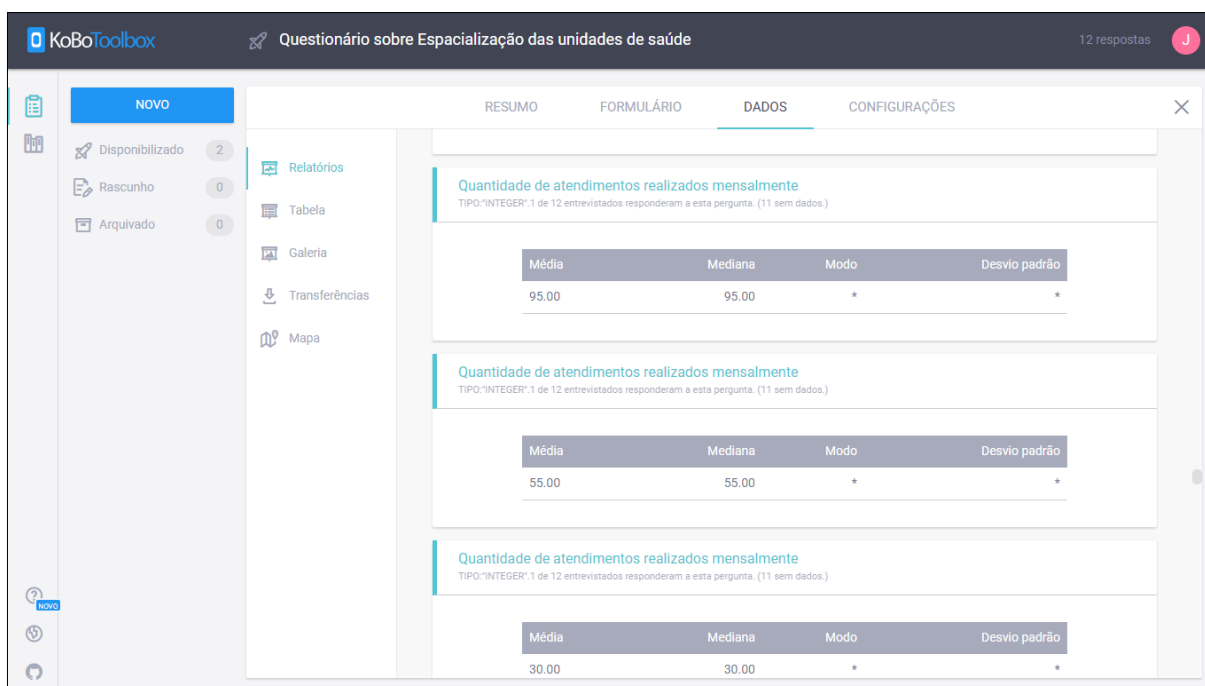 KoBoToolbox
Questionário sobre Espacialização das unidades de saúde
12 respostas
J
NOVO
Disponibilizado 2
Rascunho 0
Arquivado 0
NOVO
RESUMO FORMULÁRIO DADOS CONFIGURAÇÕES
Relatórios
Tabela
Galeria
Transferências
Mapa
Quantidade de atendimentos realizados mensalmente
TIPO:"INTEGER".1 de 12 entrevistados responderam a esta pergunta. (11 sem dados.)
Média Mediana Modo Desvio padrão
95.00 95.00 * *
Quantidade de atendimentos realizados mensalmente
TIPO:"INTEGER".1 de 12 entrevistados responderam a esta pergunta. (11 sem dados.)
Média Mediana Modo Desvio padrão
55.00 55.00 * *
Quantidade de atendimentos realizados mensalmente
TIPO:"INTEGER".1 de 12 entrevistados responderam a esta pergunta. (11 sem dados.)
Média Mediana Modo Desvio padrão
30.00 30.00 * *